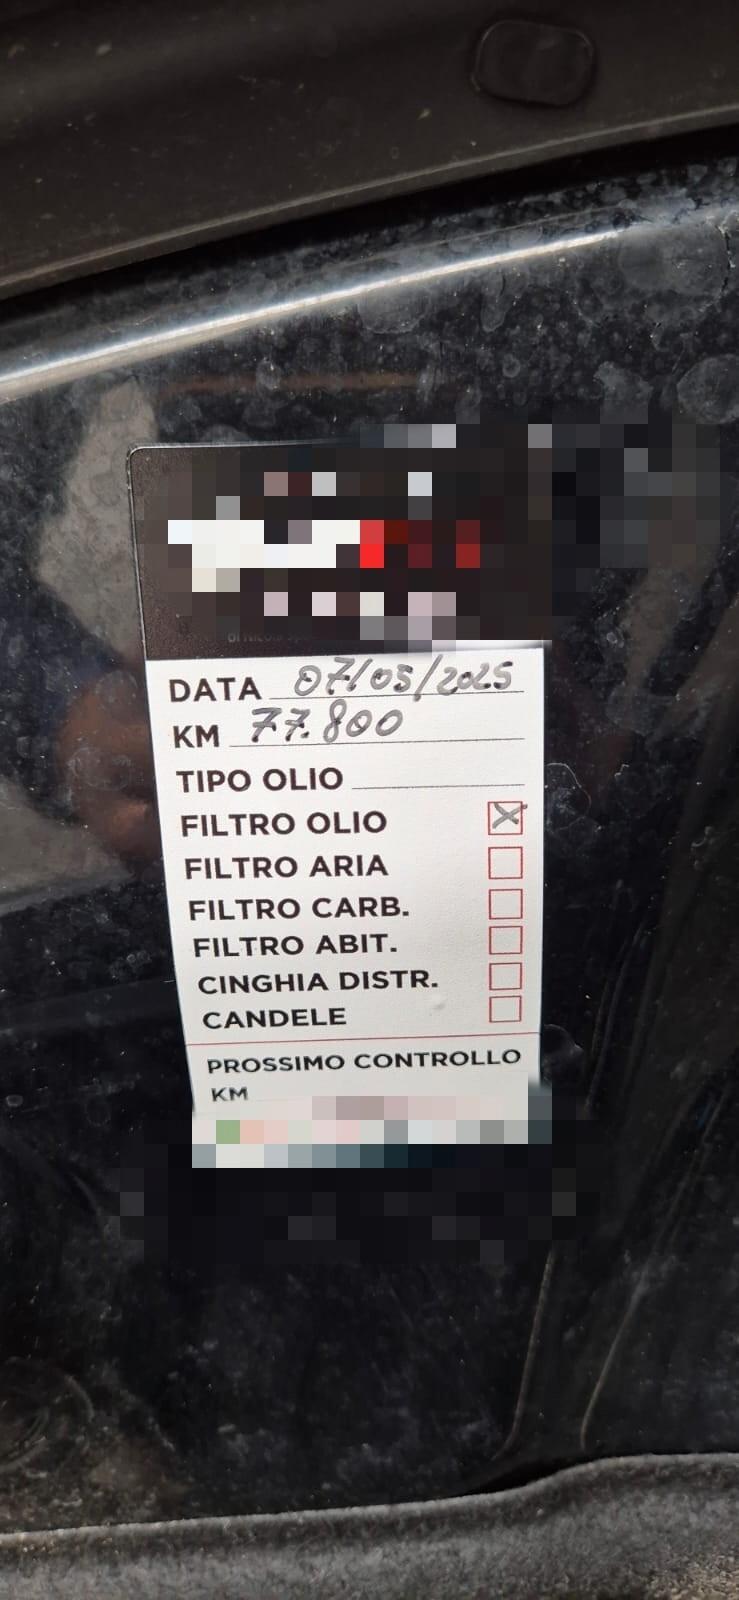 DATA 07/05/2025
KM 77.800
TIPO OLIO
FILTRO OLIO X
FILTRO ARIA
FILTRO CARB.
FILTRO ABIT.
CINGHIA DISTR.
CANDELE
PROSSIMO CONTROLLO
KM